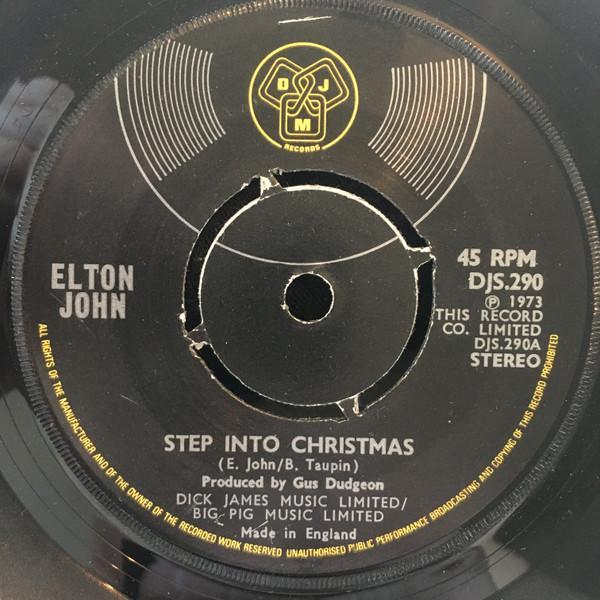 D J
M
RECORDS
ELTON
JOHN
45 RPM
DJS.290
Ⓟ 1973
THIS RECORD
CO. LIMITED
DJS.290A
STEREO
STEP INTO CHRISTMAS
(E. John/B. Taupin)
Produced by Gus Dudgeon
DICK JAMES MUSIC LIMITED/
BIG PIG MUSIC LIMITED
Made in England
ALL RIGHTS OF THE MANUFACTURER AND OF THE OWNER OF THE RECORDED WORK RESERVED UNAUTHORISED PUBLIC PERFORMANCE BROADCASTING AND COPYING OF THIS RECORD PROHIBITED